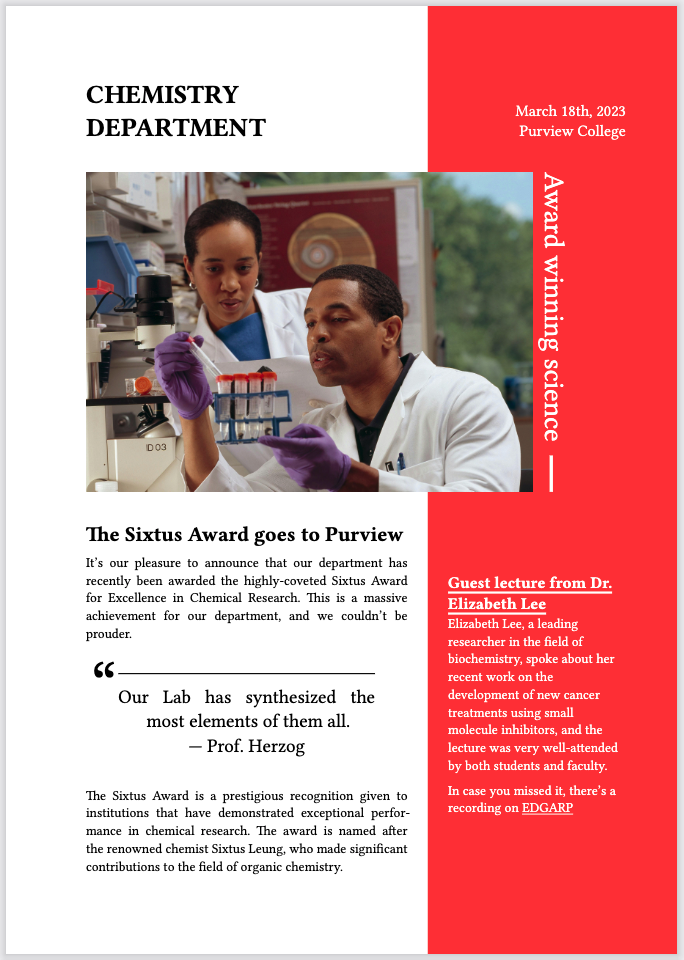 CHEMISTRY
DEPARTMENT
March 18th, 2023
Purview College
Award winning science —
ID 03
The Sixtus Award goes to Purview
It’s our pleasure to announce that our department has
recently been awarded the highly-coveted Sixtus Award
for Excellence in Chemical Research. This is a massive
achievement for our department, and we couldn’t be
prouder.
“
Our Lab has synthesized the
most elements of them all.
— Prof. Herzog
The Sixtus Award is a prestigious recognition given to
institutions that have demonstrated exceptional perfor-
mance in chemical research. The award is named after
the renowned chemist Sixtus Leung, who made significant
contributions to the field of organic chemistry.
Guest lecture from Dr.
Elizabeth Lee
Elizabeth Lee, a leading
researcher in the field of
biochemistry, spoke about her
recent work on the
development of new cancer
treatments using small
molecule inhibitors, and the
lecture was very well-attended
by both students and faculty.
In case you missed it, there’s a
recording on EDGARP